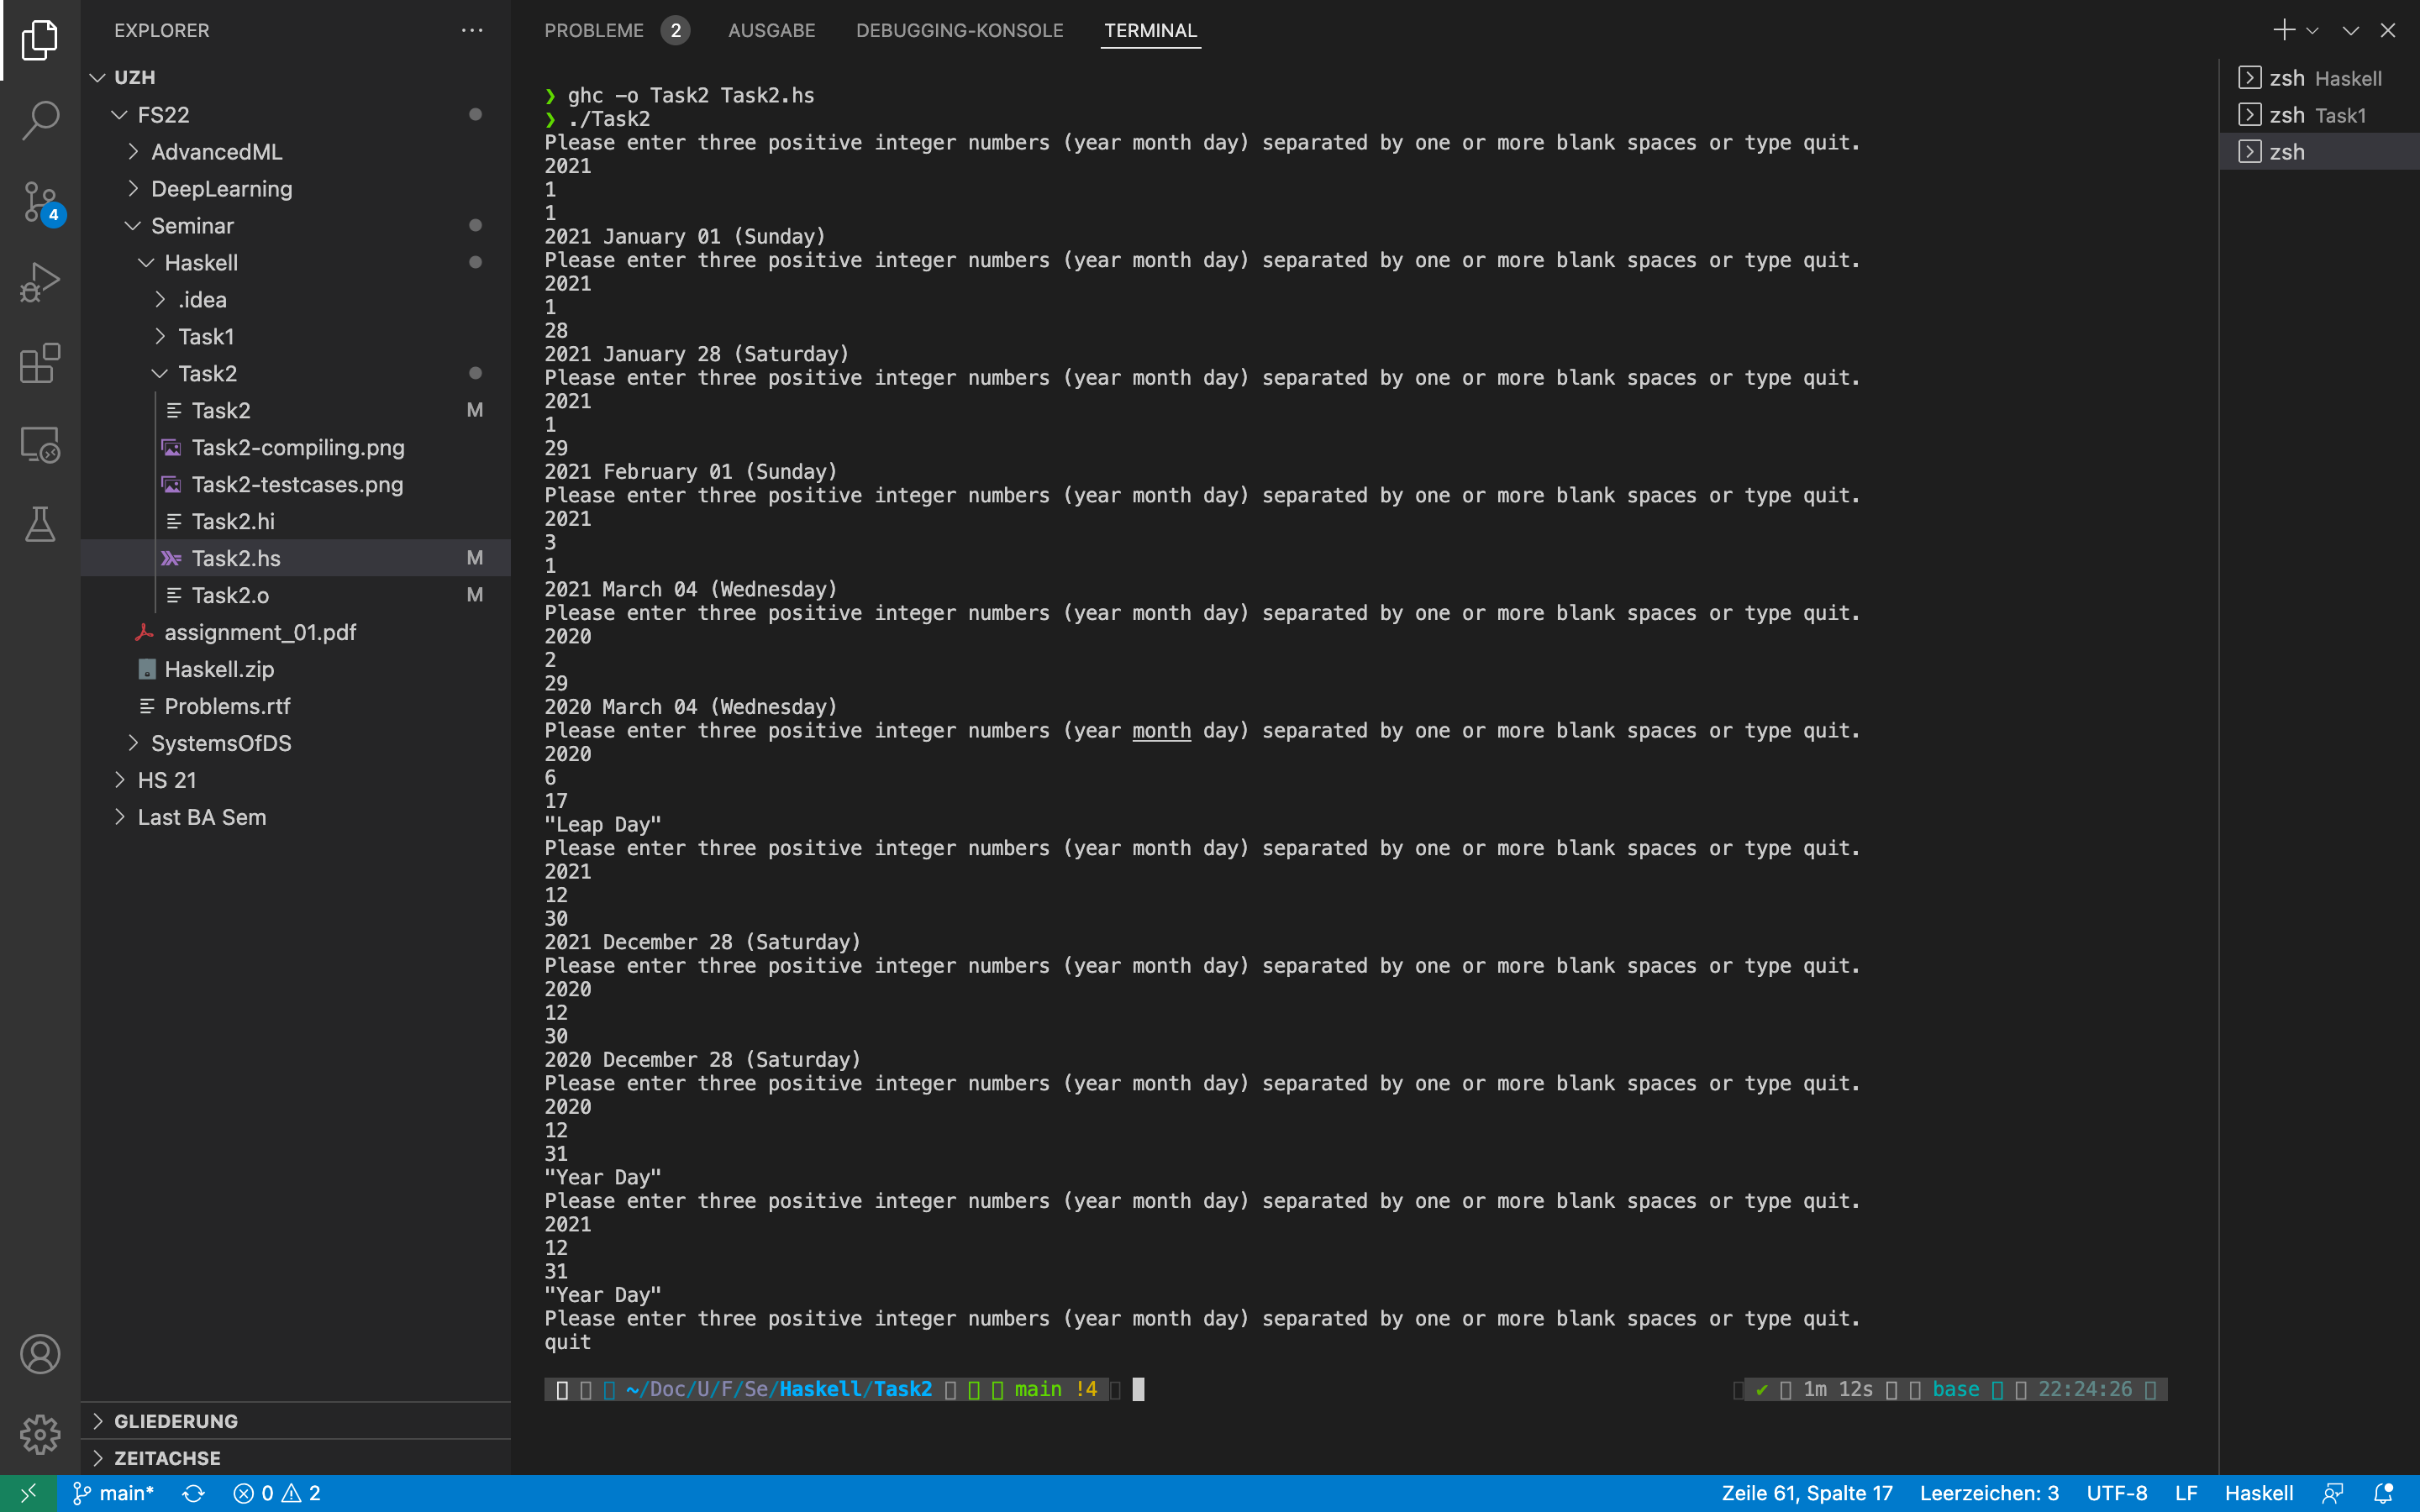 EXPLORER
UZH
FS22
AdvancedML
DeepLearning
Seminar
Haskell
.idea
Task1
Task2
Task2 M
Task2-compiling.png
Task2-testcases.png
Task2.hi
Task2.hs M
Task2.o M
assignment_01.pdf
Haskell.zip
Problems.rtf
SystemsOfDS
HS 21
Last BA Sem
GLIEDERUNG
ZEITACHSE
4
PROBLEME 2 AUSGABE DEBUGGING-KONSOLE TERMINAL
❯ ghc -o Task2 Task2.hs
❯ ./Task2
Please enter three positive integer numbers (year month day) separated by one or more blank spaces or type quit.
2021
1
1
2021 January 01 (Sunday)
Please enter three positive integer numbers (year month day) separated by one or more blank spaces or type quit.
2021
1
28
2021 January 28 (Saturday)
Please enter three positive integer numbers (year month day) separated by one or more blank spaces or type quit.
2021
1
29
2021 February 01 (Sunday)
Please enter three positive integer numbers (year month day) separated by one or more blank spaces or type quit.
2021
3
1
2021 March 04 (Wednesday)
Please enter three positive integer numbers (year month day) separated by one or more blank spaces or type quit.
2020
2
29
2020 March 04 (Wednesday)
Please enter three positive integer numbers (year month day) separated by one or more blank spaces or type quit.
2020
6
17
"Leap Day"
Please enter three positive integer numbers (year month day) separated by one or more blank spaces or type quit.
2021
12
30
2021 December 28 (Saturday)
Please enter three positive integer numbers (year month day) separated by one or more blank spaces or type quit.
2020
12
30
2020 December 28 (Saturday)
Please enter three positive integer numbers (year month day) separated by one or more blank spaces or type quit.
2020
12
31
"Year Day"
Please enter three positive integer numbers (year month day) separated by one or more blank spaces or type quit.
2021
12
31
"Year Day"
Please enter three positive integer numbers (year month day) separated by one or more blank spaces or type quit.
quit
~/Doc/U/F/Se/Haskell/Task2 main !4 ✔ 1m 12s base 22:24:26
zsh Haskell
zsh Task1
zsh
main* 0 2 Zeile 61, Spalte 17 Leerzeichen: 3 UTF-8 LF Haskell